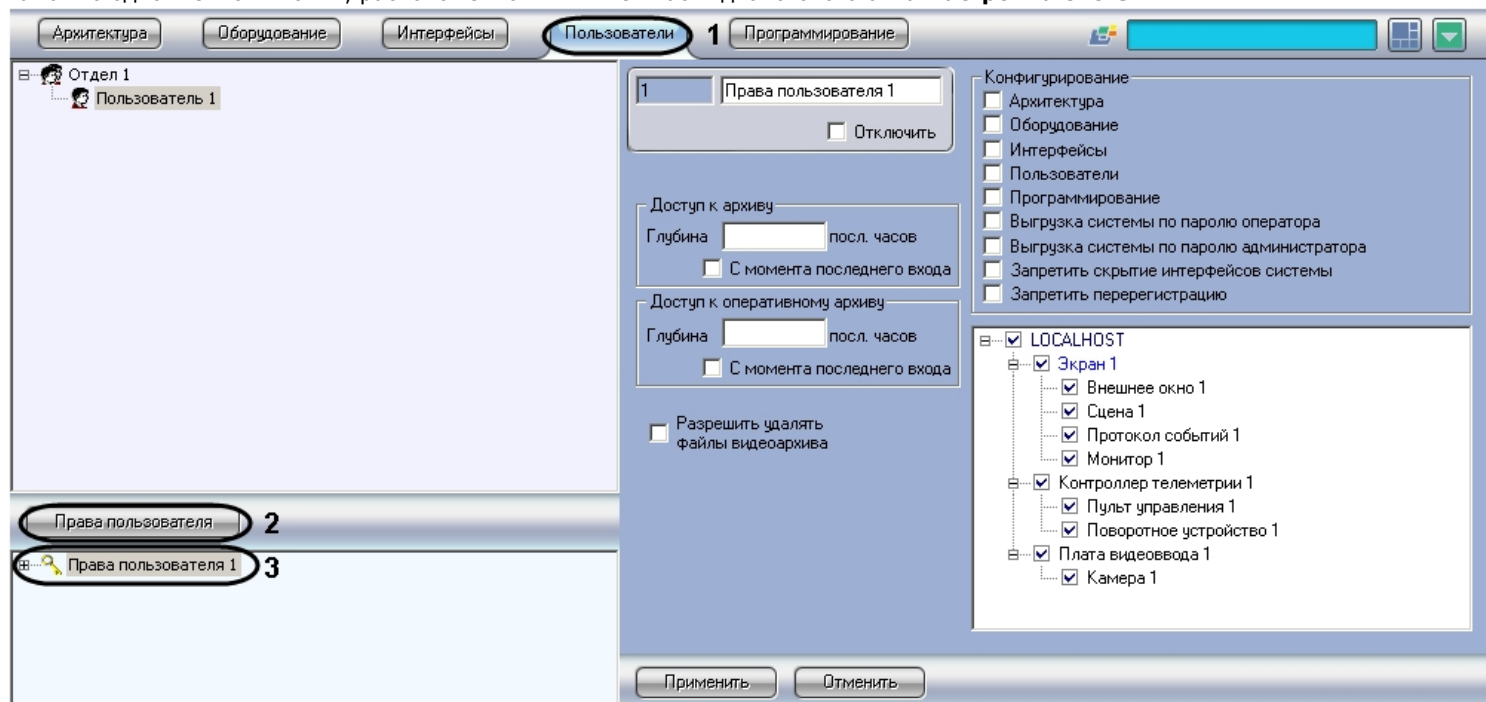 Архитектура Оборудование Интерфейсы Пользователи 1 Программирование
Отдел 1
Пользователь 1
Права пользователя 2
Права пользователя 1 3
1 Права пользователя 1
Отключить
Доступ к архиву
Глубина посл. часов
С момента последнего входа
Доступ к оперативному архиву
Глубина посл. часов
С момента последнего входа
Разрешить удалять
файлы видеоархива
Конфигурирование
Архитектура
Оборудование
Интерфейсы
Пользователи
Программирование
Выгрузка системы по паролю оператора
Выгрузка системы по паролю администратора
Запретить скрытие интерфейсов системы
Запретить перерегистрацию
LOCALHOST
Экран 1
Внешнее окно 1
Сцена 1
Протокол событий 1
Монитор 1
Контроллер телеметрии 1
Пульт управления 1
Поворотное устройство 1
Плата видеоввода 1
Камера 1
Применить Отменить